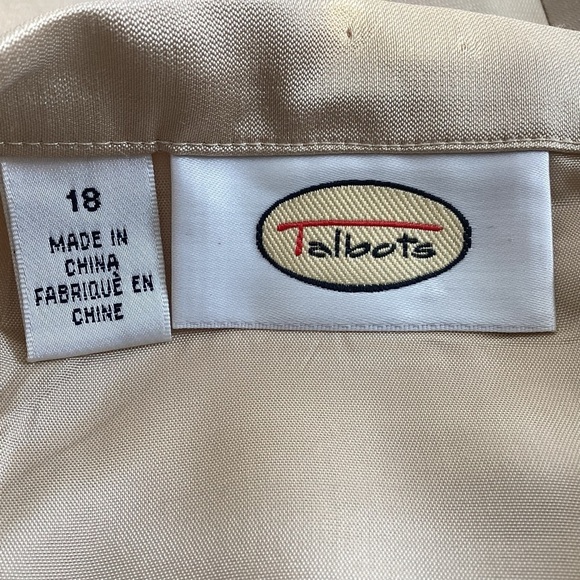 18
MADE IN
CHINA
FABRIQUÉ EN
CHINE
Talbots